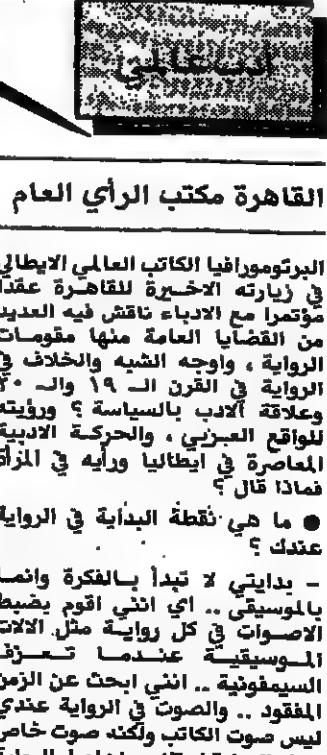 أدب عالمي
القاهرة مكتب الرأي العام
البرتومورافيا الكاتب العالمي الايطالي
في زيارته الاخيرة للقاهرة عقد
مؤتمرا مع الادباء ناقش فيه العديد
من القضايا العامة منها مقومات
الرواية ، واوجه الشبه والخلاف في
الرواية في القرن الـ ١٩ والـ ٢٠
وعلاقة الادب بالسياسة ؟ ورؤيته
للواقع العربي ، والحركة الادبية
المعاصرة في ايطاليا ورأيه في المرأة
فماذا قال ؟
● ما هي نقطة البداية في الرواية
عندك ؟
- بدايتي لا تبدأ بالفكرة وانما
بالموسيقى .. اي انني اقوم بضبط
الاصوات في كل رواية مثل الالات
الموسيقية عندما تعزف
السيمفونية .. انني ابحث عن الزمن
المفقود .. والصوت في الرواية عندي
ليس صوت الكاتب ولكنه صوت خاص